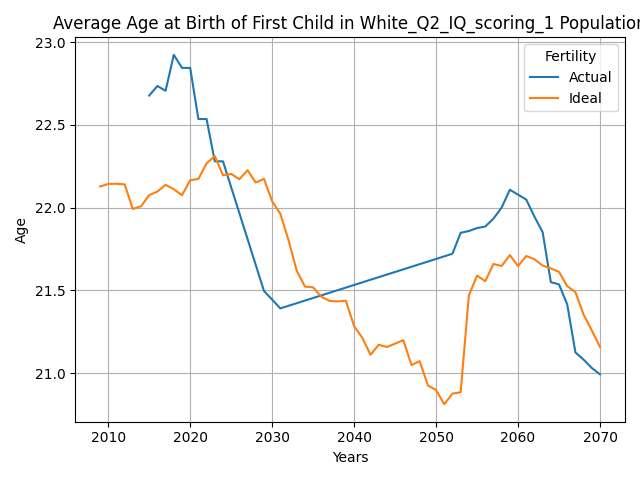 Average Age at Birth of First Child in White_Q2_IQ_scoring_1 Population
Fertility
Actual
Ideal
23.0
22.5
22.0
21.5
21.0
Age
2010 2020 2030 2040 2050 2060 2070
Years